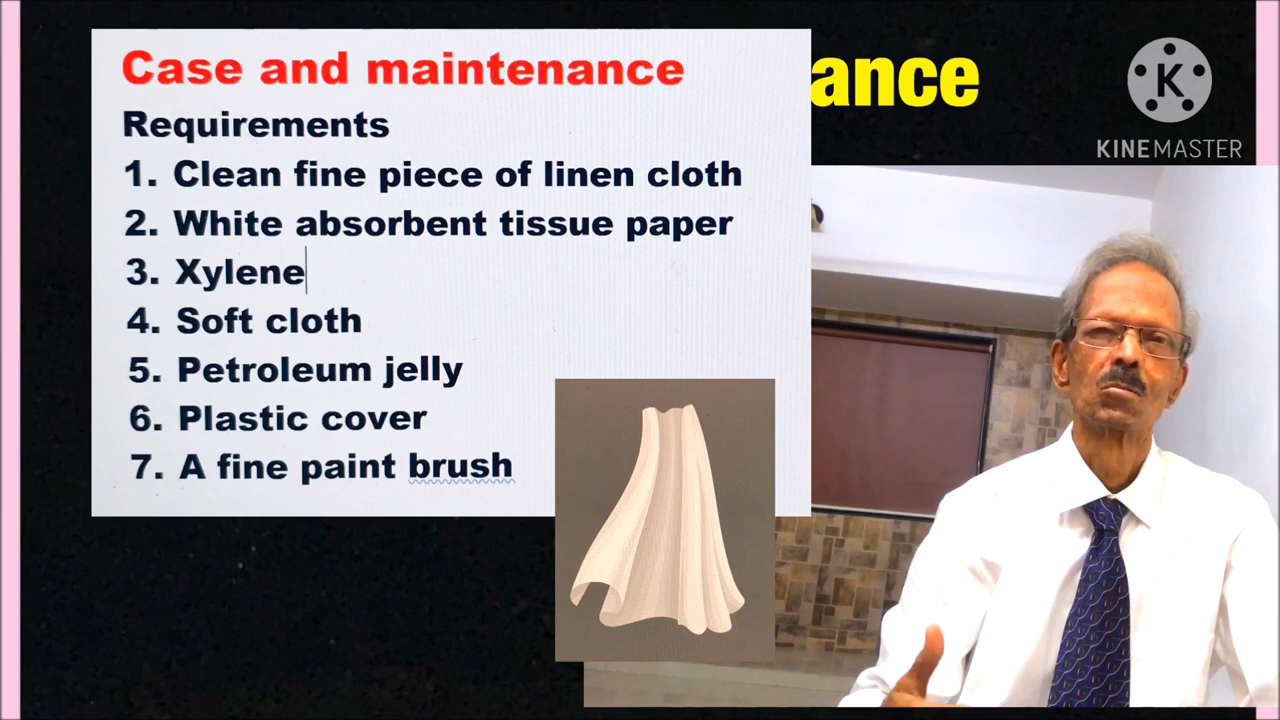 Case and maintenance
ance
Requirements
1. Clean fine piece of linen cloth
2. White absorbent tissue paper
3. Xylene
4. Soft cloth
5. Petroleum jelly
6. Plastic cover
7. A fine paint brush
K
KINEMASTER